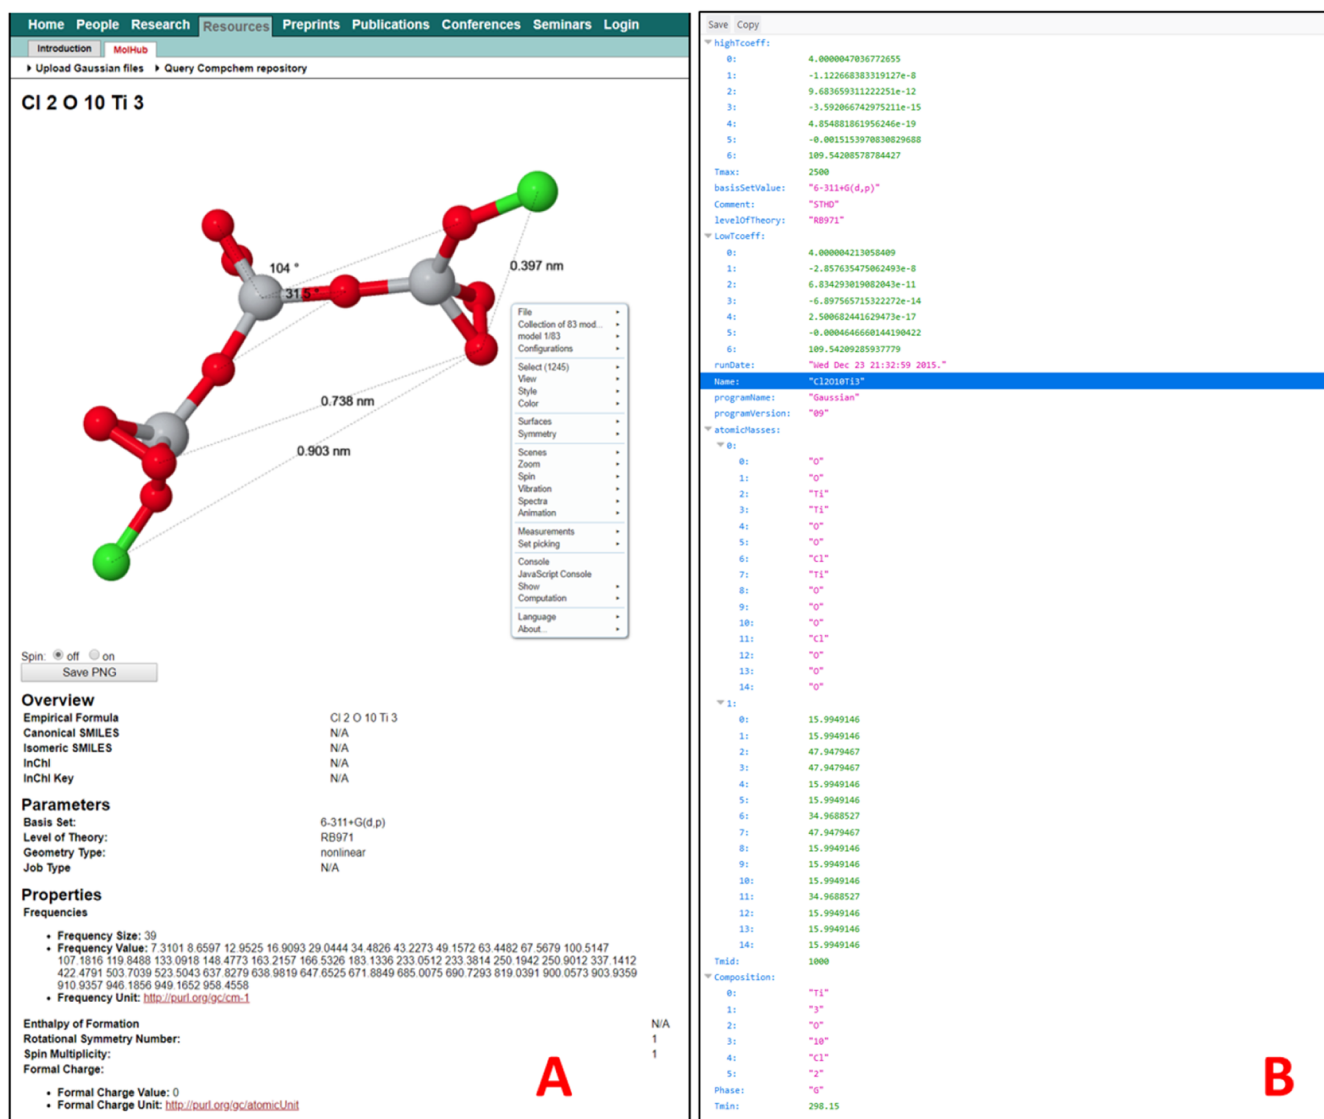 Home People Research Resources Preprints Publications Conferences Seminars Login
Introduction MolHub
Upload Gaussian files Query Compchem repository
Cl 2 O 10 Ti 3
104 °
31.5 °
0.397 nm
0.738 nm
0.903 nm
File
Collection of 83 mod...
model 1/83
Configurations
Select (1245)
View
Style
Color
Surfaces
Symmetry
Scenes
Zoom
Spin
Vibration
Spectra
Animation
Measurements
Set picking
Console
JavaScript Console
Show
Computation
Language
About...
Spin: off on
Save PNG
Overview
Empirical Formula Cl 2 O 10 Ti 3
Canonical SMILES N/A
Isomeric SMILES N/A
InChI N/A
InChI Key N/A
Parameters
Basis Set: 6-311+G(d,p)
Level of Theory: RB971
Geometry Type: nonlinear
Job Type N/A
Properties
Frequencies
• Frequency Size: 39
• Frequency Value: 7.3101 8.6597 12.9525 16.9093 29.0444 34.4826 43.2273 49.1572 63.4482 67.5679 100.5147
107.1816 119.8488 133.0918 148.4773 163.2157 166.5326 183.1336 233.0512 233.3814 250.1942 250.9012 337.1412
422.4791 503.7039 523.5043 637.8279 638.9819 647.6525 671.8849 685.0075 690.7293 819.0391 900.0573 903.9359
910.9357 946.1856 949.1652 958.4558
• Frequency Unit: http://purl.org/gc/cm-1
Enthalpy of Formation N/A
Rotational Symmetry Number: 1
Spin Multiplicity: 1
Formal Charge:
• Formal Charge Value: 0
• Formal Charge Unit: http://purl.org/gc/atomicUnit
A
Save Copy
highTcoeff:
0: 4.0000047036772655
1: -1.122668383319127e-8
2: 9.683659311222251e-12
3: -3.592066742975211e-15
4: 4.854881861956246e-19
5: -0.0015153970830829688
6: 109.54208578784427
Tmax: 2500
basisSetValue: "6-311+G(d,p)"
Comment: "STHD"
levelOfTheory: "RB971"
LowTcoeff:
0: 4.000004213058409
1: -2.857635475062493e-8
2: 6.834293019082043e-11
3: -6.897565715322272e-14
4: 2.500682441629473e-17
5: -0.0004646660144190422
6: 109.54209285937779
runDate: "Wed Dec 23 21:32:59 2015."
Name: "Cl2O10Ti3"
programName: "Gaussian"
programVersion: "09"
atomicMasses:
0:
0: "O"
1: "O"
2: "Ti"
3: "Ti"
4: "O"
5: "O"
6: "Cl"
7: "Ti"
8: "O"
9: "O"
10: "O"
11: "Cl"
12: "O"
13: "O"
14: "O"
1:
0: 15.9949146
1: 15.9949146
2: 47.9479467
3: 47.9479467
4: 15.9949146
5: 15.9949146
6: 34.9688527
7: 47.9479467
8: 15.9949146
9: 15.9949146
10: 15.9949146
11: 34.9688527
12: 15.9949146
13: 15.9949146
14: 15.9949146
Tmid: 1000
Composition:
0: "Ti"
1: "3"
2: "O"
3: "10"
4: "Cl"
5: "2"
Phase: "G"
Tmin: 298.15
B